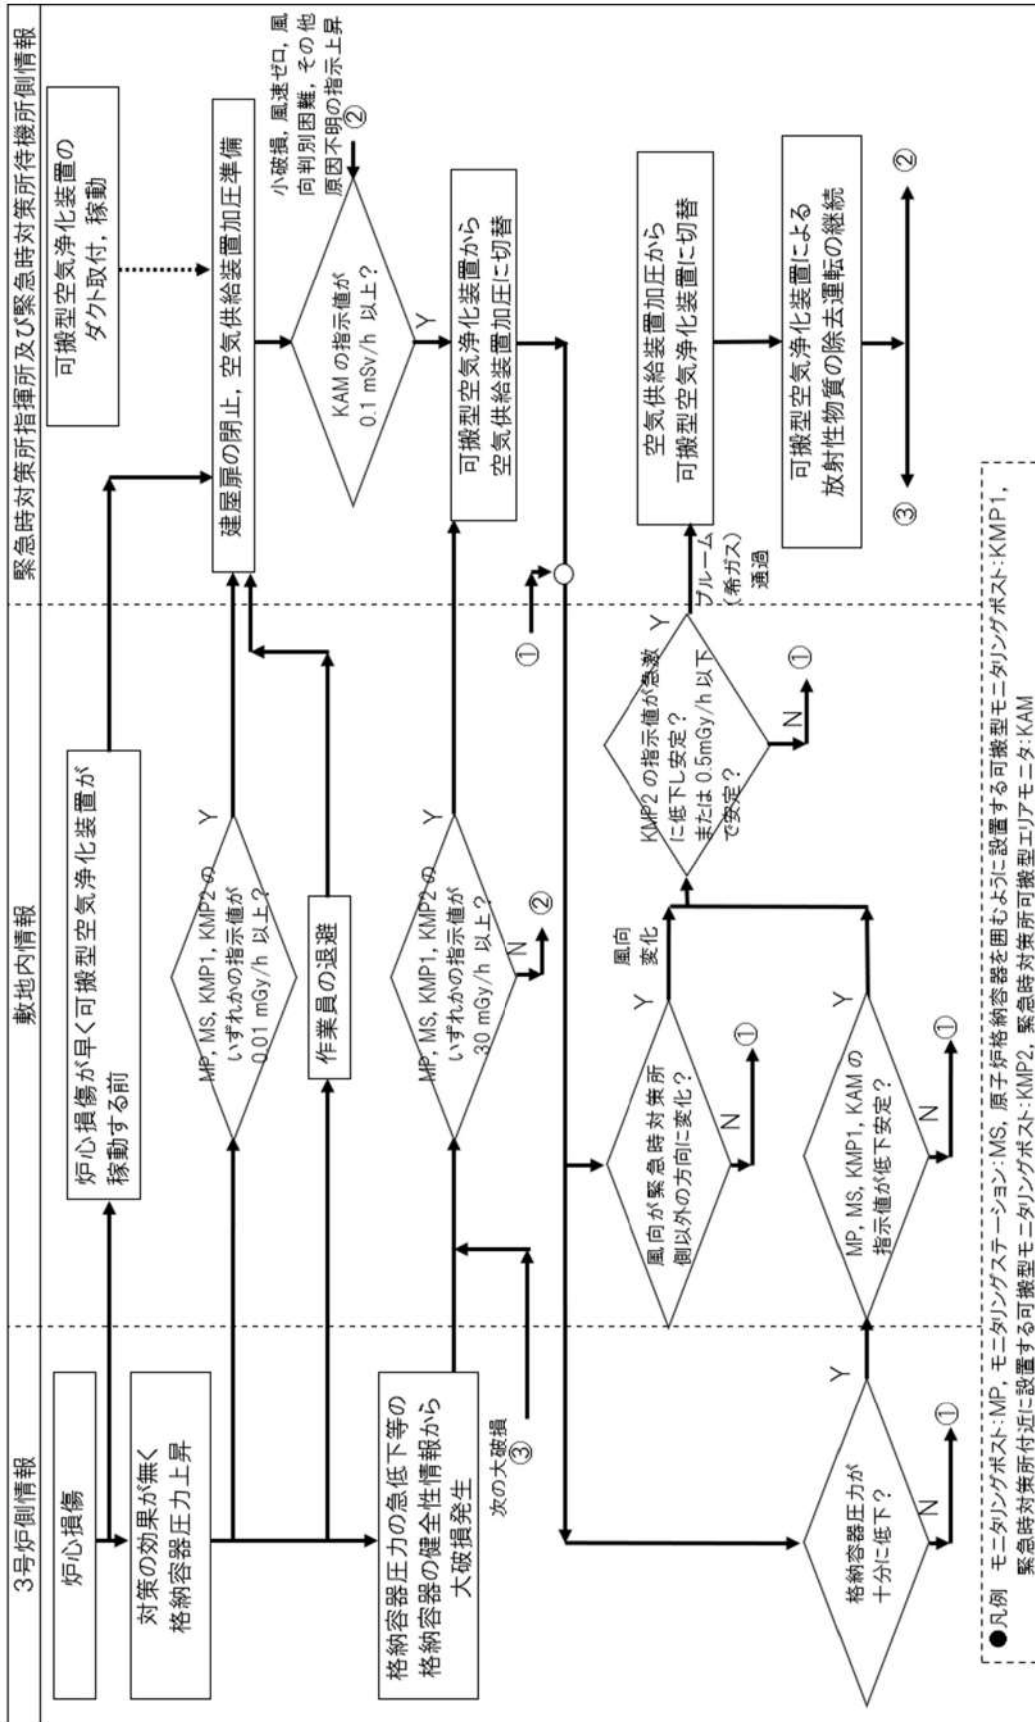 3号炉側情報
敷地内情報
緊急時対策所指揮所及び緊急時対策所待機所側情報
炉心損傷
炉心損傷が早く可搬型空気浄化装置が
稼動する前
可搬型空気浄化装置の
ダクト取付, 稼動
対策の効果が無く
格納容器圧力上昇
MP, MS, KMP1, KMP2の
いずれかの指示値が
0.01 mGy/h 以上?
Y
建屋扉の閉止, 空気供給装置加圧準備
作業員の退避
KAM の指示値が
0.1 mSv/h 以上?
Y
小破損, 風速ゼロ, 風
向判別困難, その他
原因不明の指示上昇
②
格納容器圧力の急低下等の
格納容器の健全性情報から
大破損発生
次の大破損
③
MP, MS, KMP1, KMP2の
いずれかの指示値が
30 mGy/h 以上?
Y
N
②
可搬型空気浄化装置から
空気供給装置加圧に切替
①
風向が緊急時対策所
側以外の方向に変化?
Y
N
①
風向
変化
KMP2 の指示値が急激
に低下し安定?
または 0.5mGy/h 以下
で安定?
Y
N
①
プルーム
(希ガス)
通過
空気供給装置加圧から
可搬型空気浄化装置に切替
可搬型空気浄化装置による
放射性物質の除去運転の継続
③
②
格納容器圧力が
十分に低下?
Y
N
①
MP, MS, KMP1, KAMの
指示値が低下安定?
Y
N
①
●凡例 モニタリングポスト:MP, モニタリングステーション:MS, 原子炉格納容器を囲むように設置する可搬型モニタリングポスト:KMP1,
緊急時対策所付近に設置する可搬型モニタリングポスト:KMP2, 緊急時対策所可搬型エリアモニタ:KAM